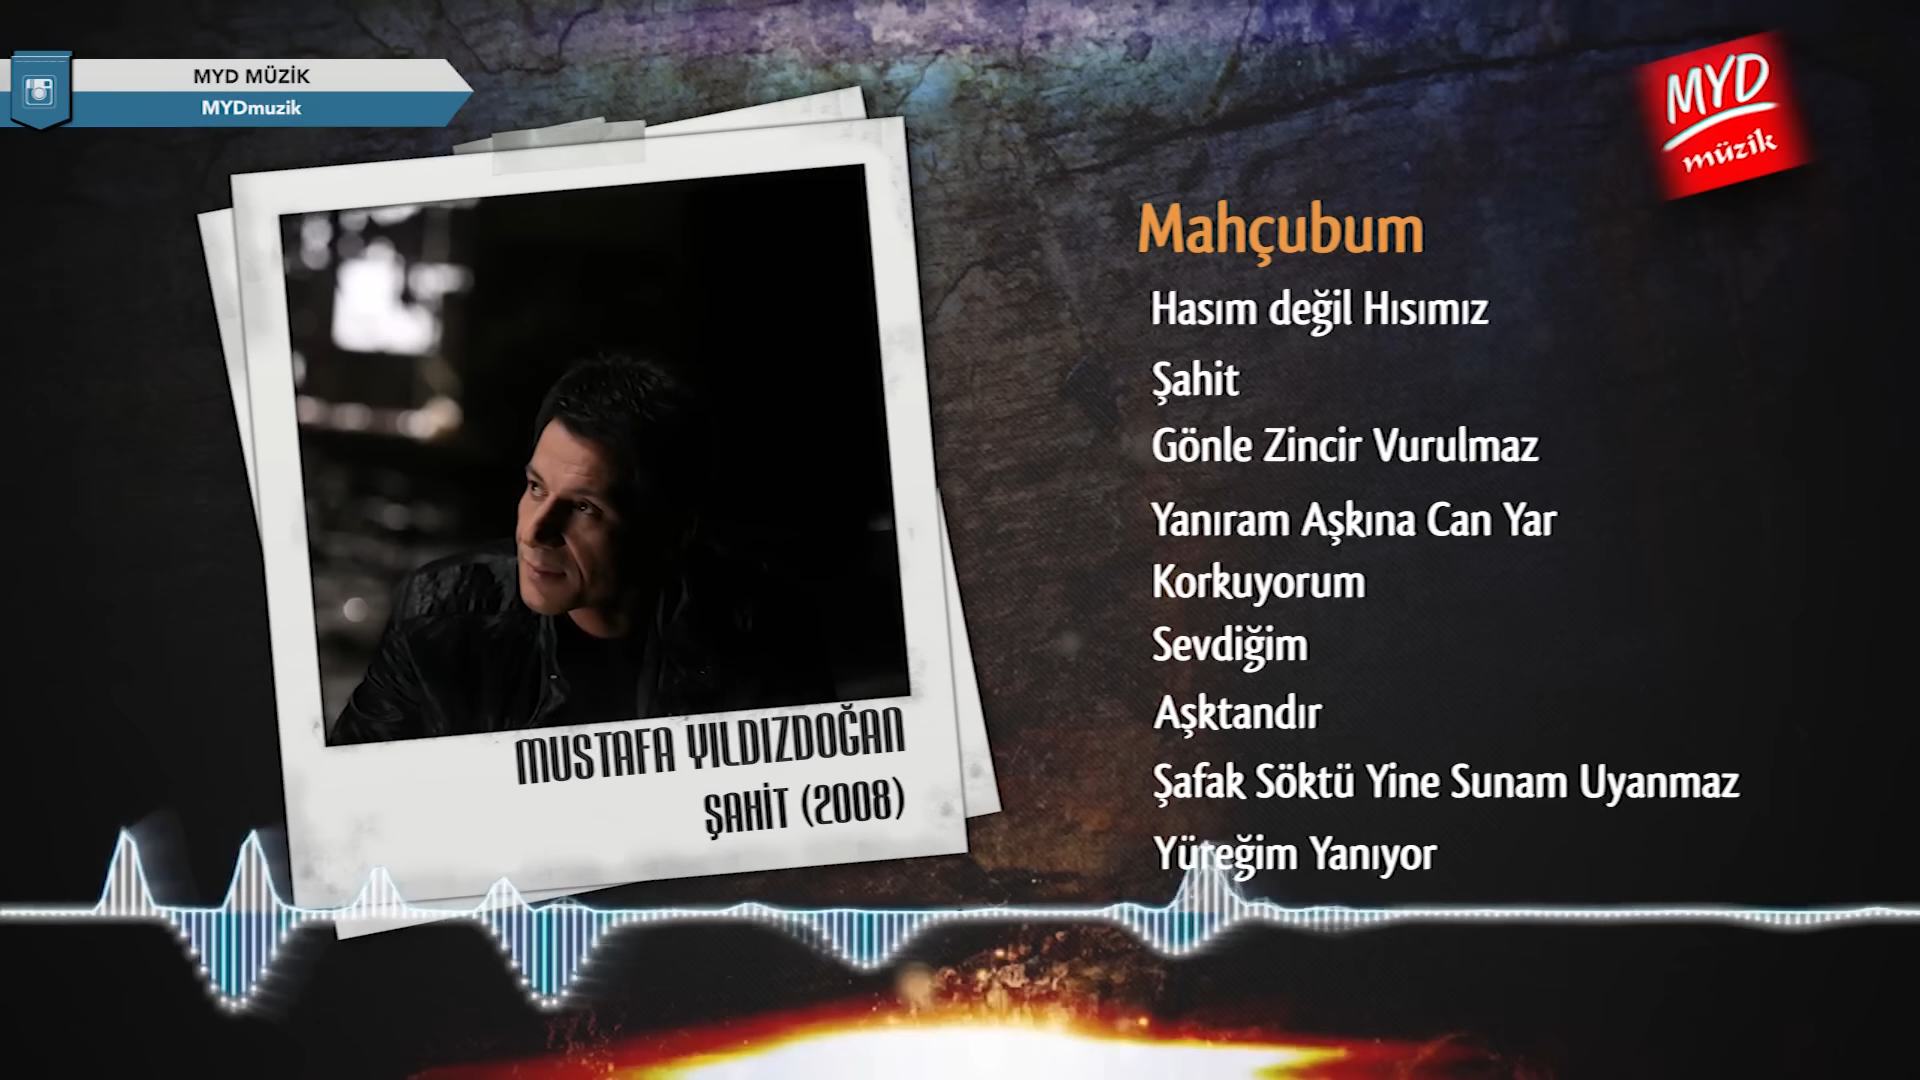 MYD MÜZİK
MYDmuzik
MYD
müzik
Mahçubum
Hasım değil Hısımız
Şahit
Gönle Zincir Vurulmaz
Yanıram Aşkına Can Yar
Korkuyorum
Sevdiğim
Aşktandır
Şafak Söktü Yine Sunam Uyanmaz
Yüreğim Yanıyor
MUSTAFA YILDIZDOĞAN
ŞAHİT (2008)